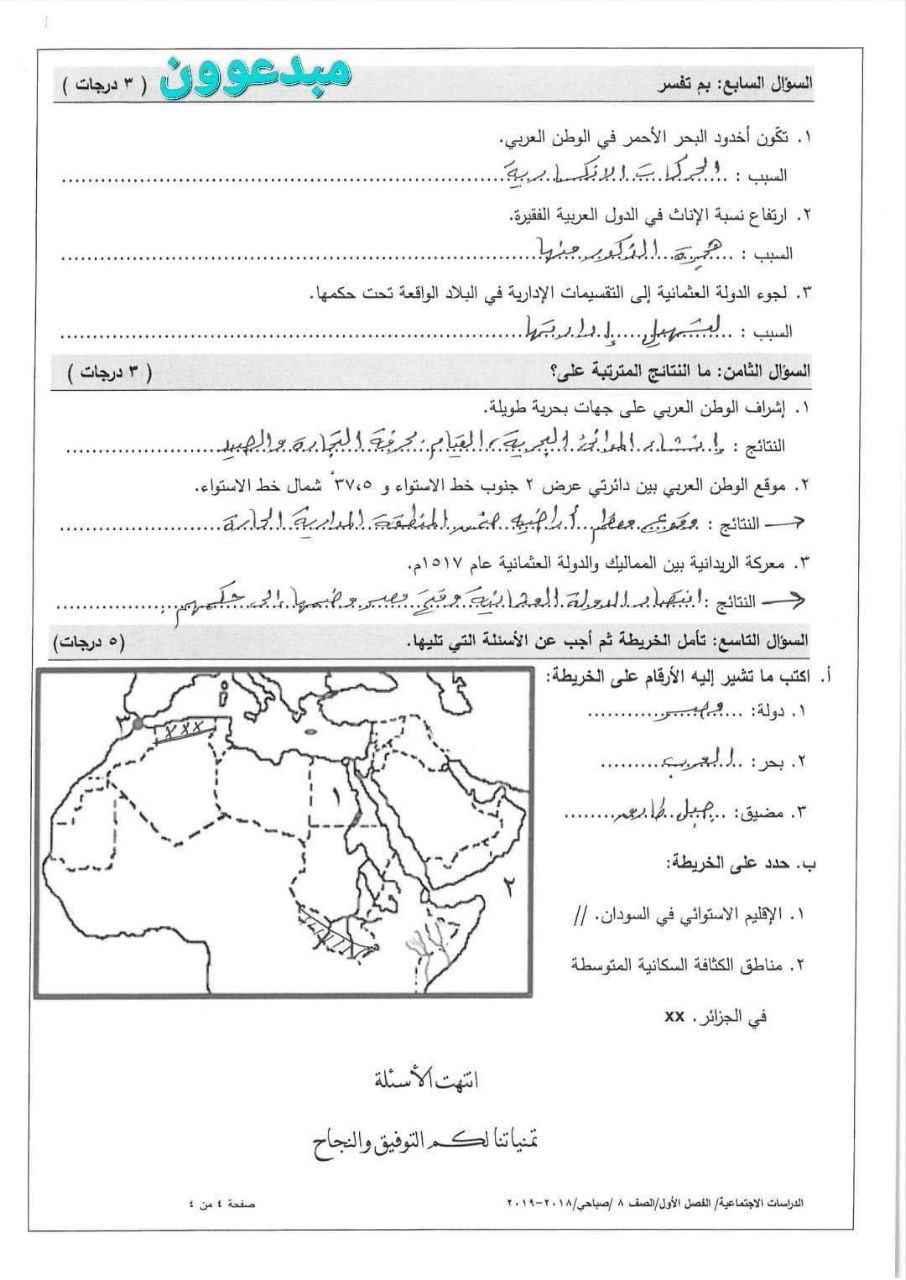 مبدعوون
السؤال السابع: بم تفسر ( ٣ درجات )
١. تكّون أخدود البحر الأحمر في الوطن العربي.
السبب : الحركات الانكسارية
٢. ارتفاع نسبة الإناث في الدول العربية الفقيرة.
السبب : هجرة الذكور منها
٣. لجوء الدولة العثمانية إلى التقسيمات الإدارية في البلاد الواقعة تحت حكمها.
السبب : لتسهيل إدارتها
السؤال الثامن: ما النتائج المترتبة على؟ ( ٣ درجات )
١. إشراف الوطن العربي على جهات بحرية طويلة.
النتائج : إنشاء الموانئ البحرية، القيام بحرفة التجارة والصيد
٢. موقع الوطن العربي بين دائرتي عرض ٢ جنوب خط الاستواء و ٣٧،٥° شمال خط الاستواء.
النتائج : وقوع معظم أراضيه ضمن المنطقة المدارية الحارة
٣. معركة الريدانية بين المماليك والدولة العثمانية عام ١٥١٧م.
النتائج : انتصار الدولة العثمانية وفتح مصر وضمها إلى حكمهم.
السؤال التاسع: تأمل الخريطة ثم أجب عن الأسئلة التي تليها. (٥ درجات)
أ. اكتب ما تشير إليه الأرقام على الخريطة:
١. دولة: مصر
٢. بحر: العرب
٣. مضيق: جبل طارق
ب. حدد على الخريطة:
١. الإقليم الاستوائي في السودان. //
٢. مناطق الكثافة السكانية المتوسطة
في الجزائر. xx
٣
xxx
١
٢
انتهت الأسئلة
تمنياتنا لكم التوفيق والنجاح
الدراسات الاجتماعية/ الفصل الأول/الصف ٨ /صباحي/٢٠١٨-٢٠١٩ صفحة ٤ من ٤